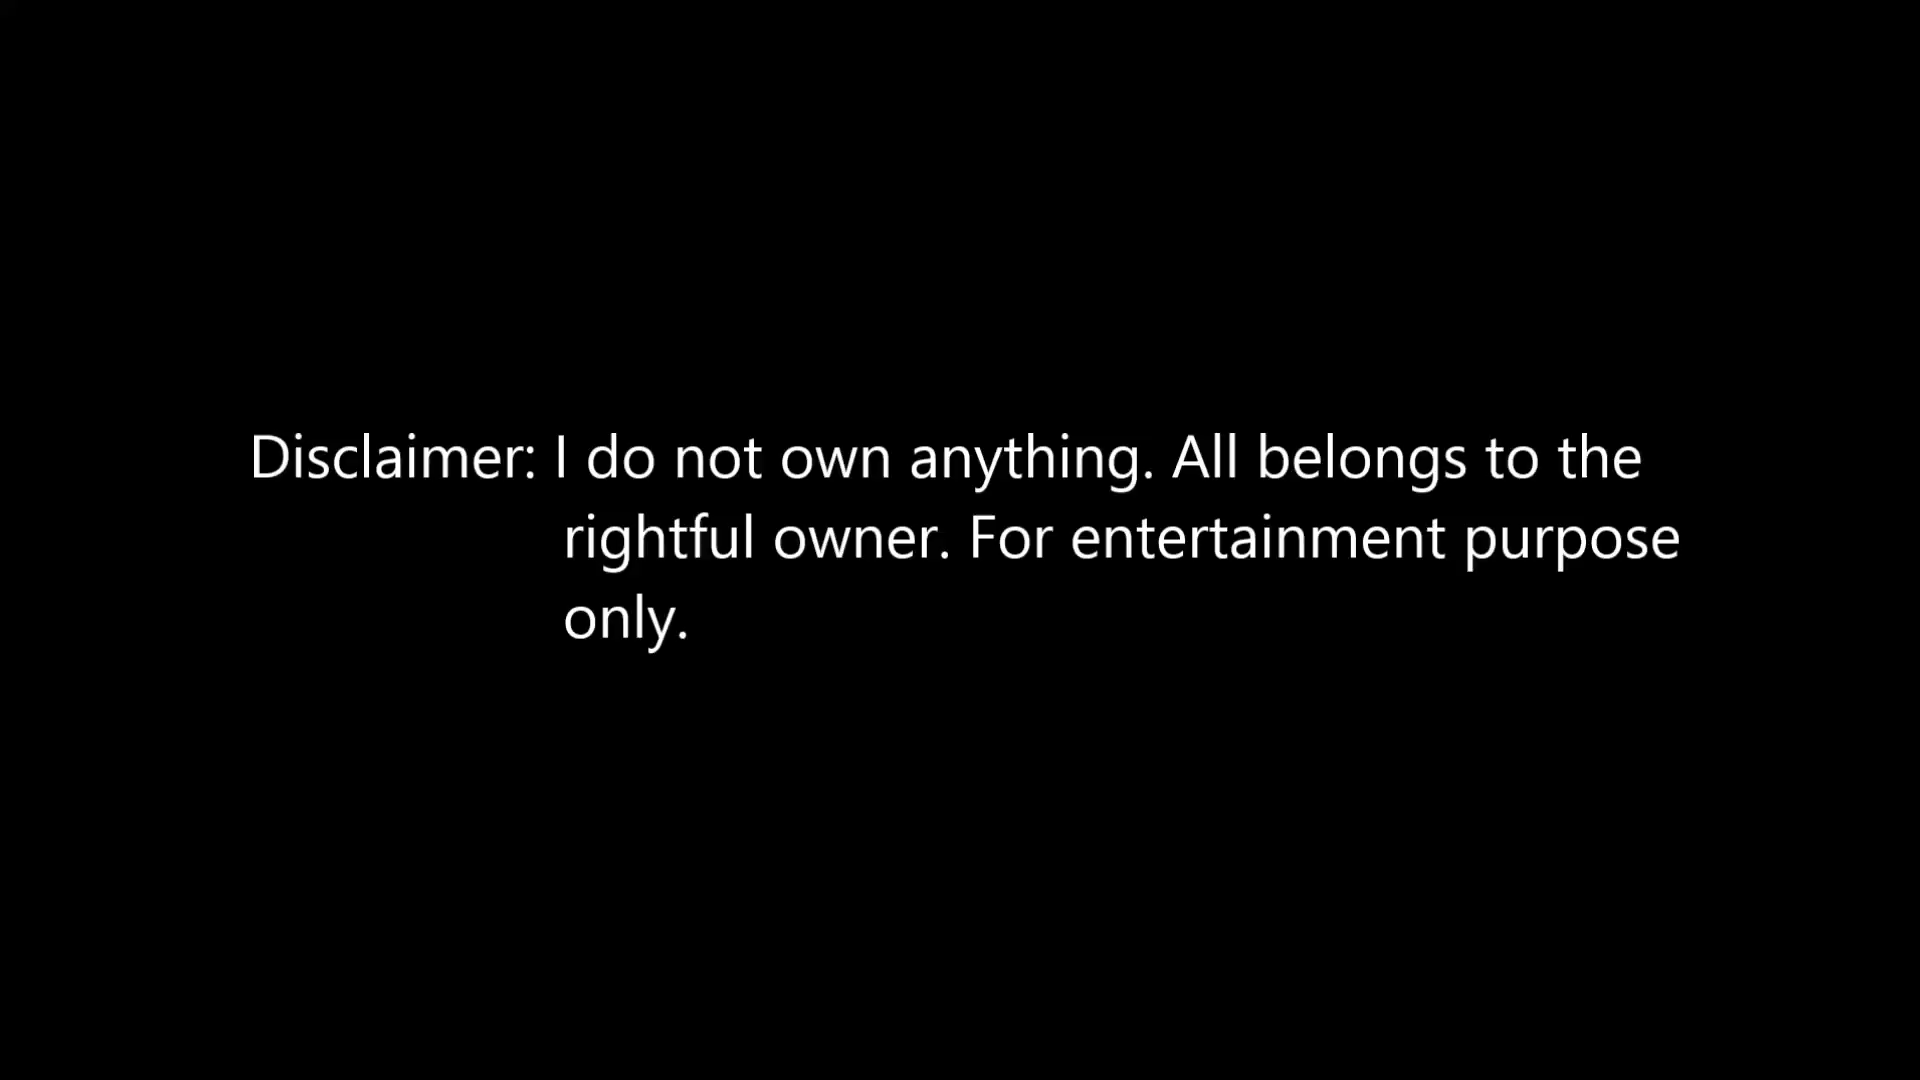 Disclaimer: I do not own anything. All belongs to the
rightful owner. For entertainment purpose
only.